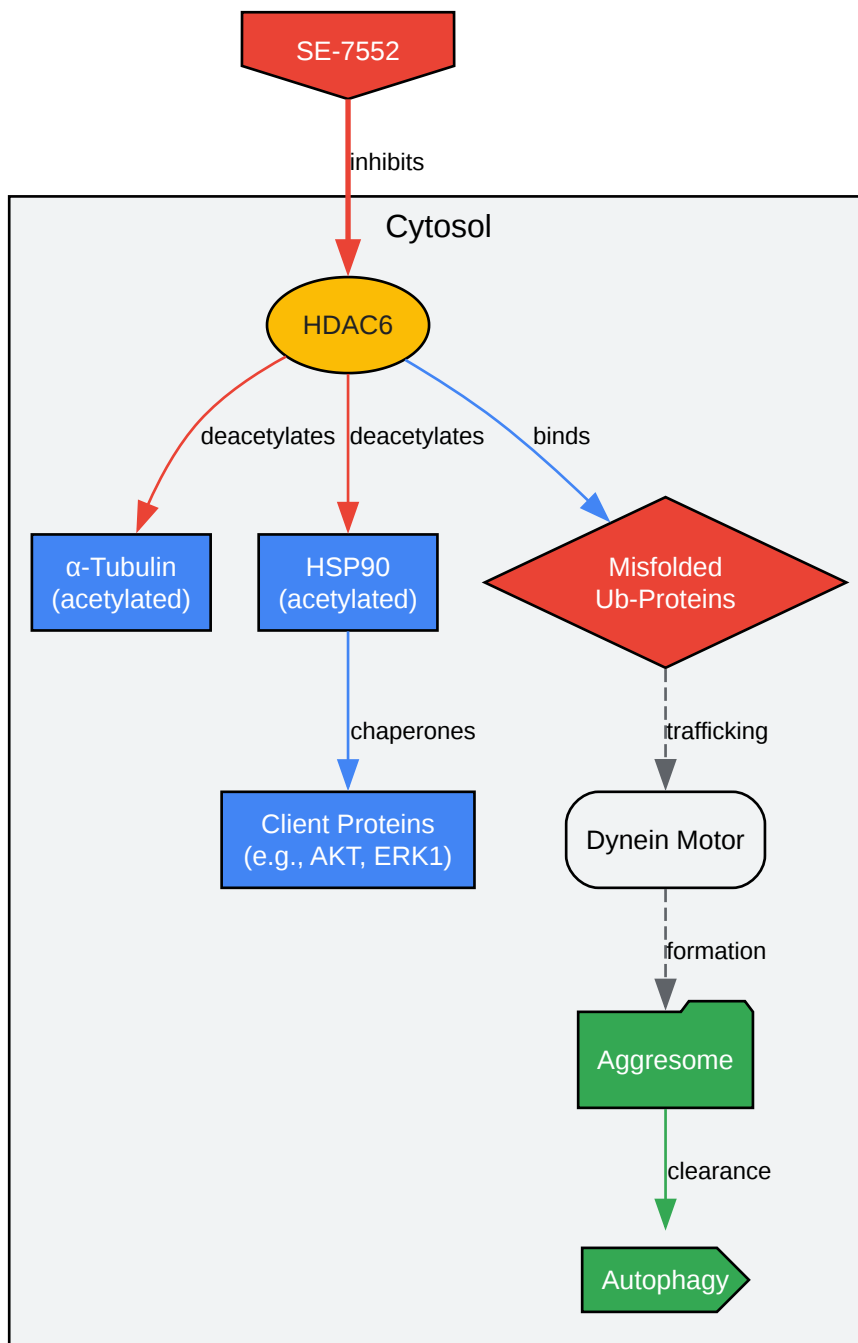 SE-7552
inhibits
Cytosol
HDAC6
deacetylates
deacetylates
binds
α-Tubulin
(acetylated)
HSP90
(acetylated)
Misfolded
Ub-Proteins
chaperones
trafficking
Client Proteins
(e.g., AKT, ERK1)
Dynein Motor
formation
Aggresome
clearance
Autophagy